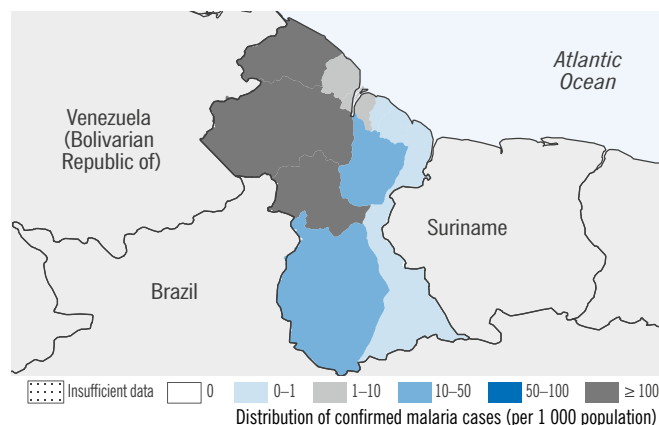 Atlantic
Ocean
Venezuela
(Bolivarian
Republic of)
Suriname
Brazil
Insufficient data 0 0–1 1–10 10–50 50–100 ≥ 100
Distribution of confirmed malaria cases (per 1 000 population)